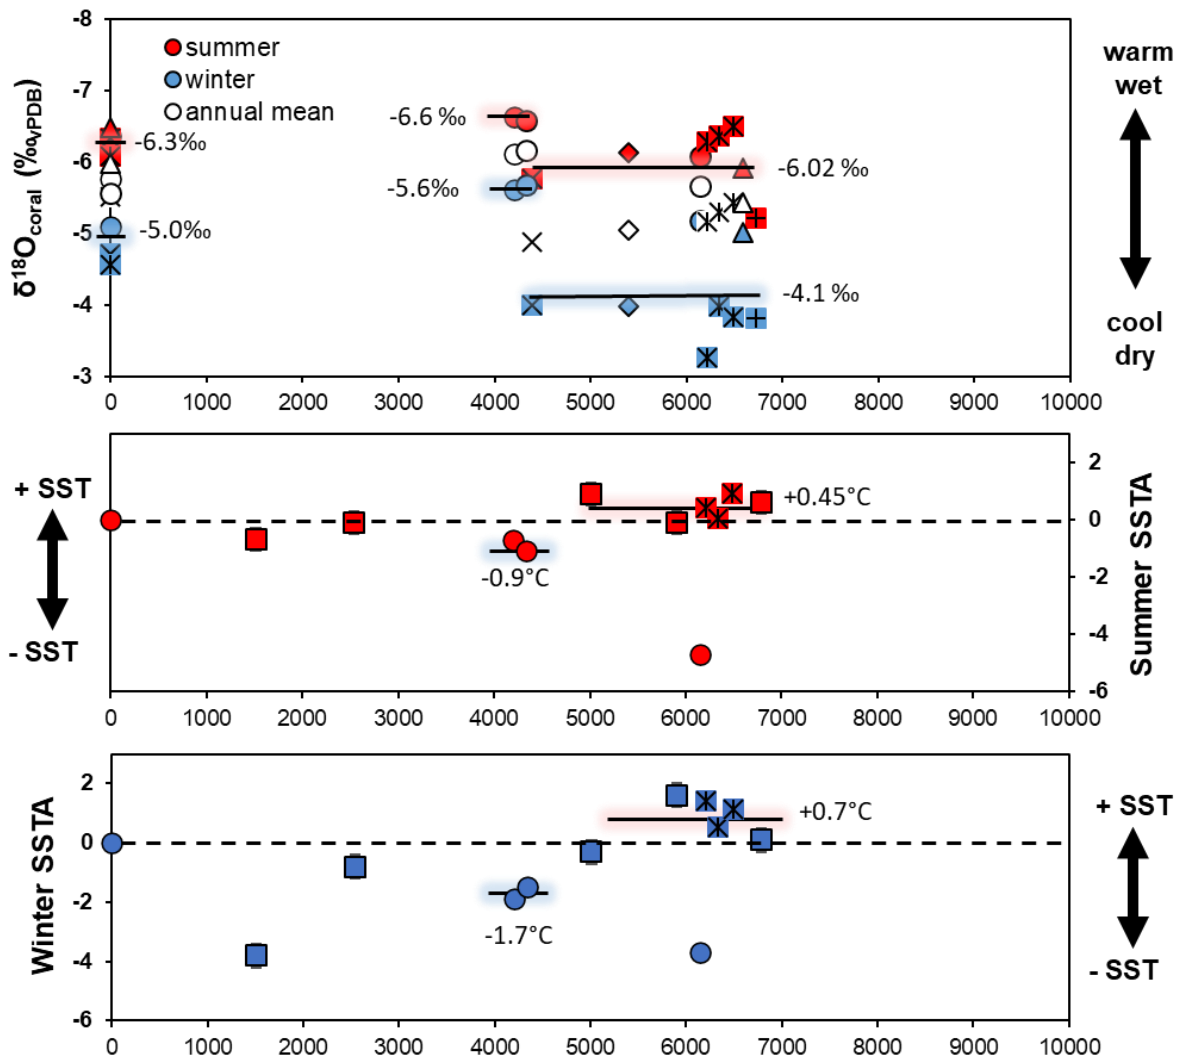 -8
-7
-6
-5
-4
-3
δ¹⁸Ocoral (‰VPDB)
summer
winter
annual mean
-6.3‰
-5.0‰
-6.6 ‰
-5.6‰
-6.02 ‰
-4.1 ‰
warm
wet
cool
dry
0 1000 2000 3000 4000 5000 6000 7000 8000 9000 10000
+ SST
- SST
+0.45°C
-0.9°C
2
0
-2
-4
-6
Summer SSTA
0 1000 2000 3000 4000 5000 6000 7000 8000 9000 10000
Winter SSTA
2
0
-2
-4
-6
+0.7°C
-1.7°C
+ SST
- SST
0 1000 2000 3000 4000 5000 6000 7000 8000 9000 10000